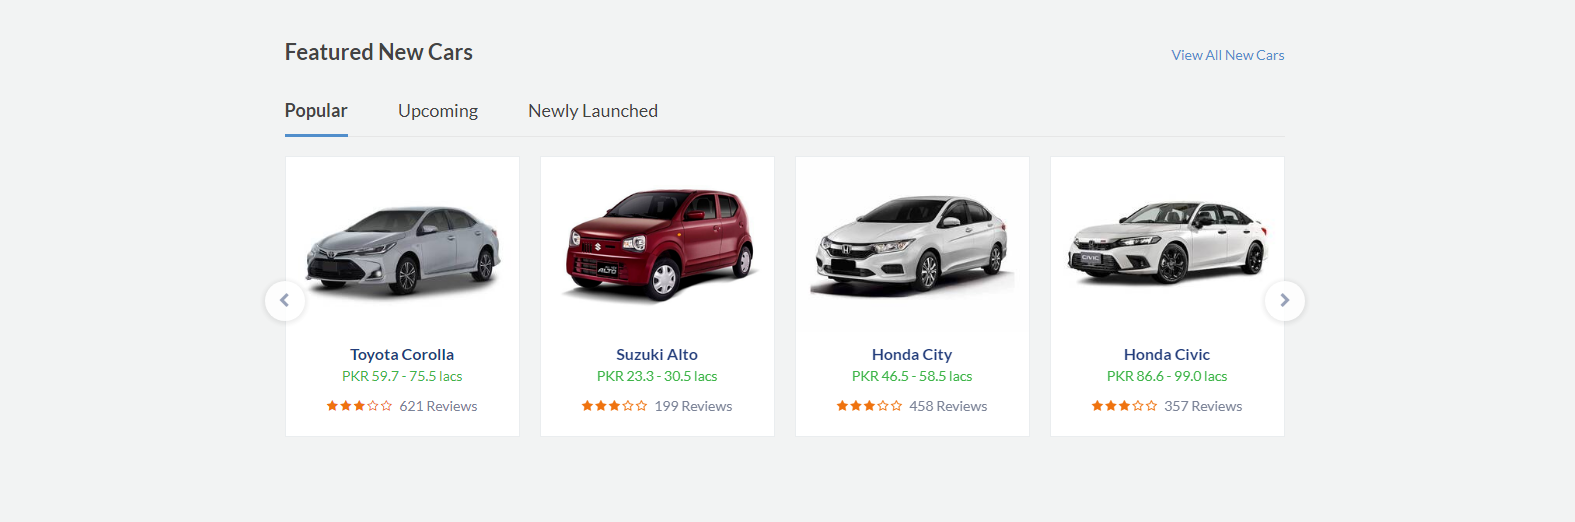 Featured New Cars
View All New Cars
Popular
Upcoming
Newly Launched
ALTO
CIVIC
Toyota Corolla
PKR 59.7 - 75.5 lacs
621 Reviews
Suzuki Alto
PKR 23.3 - 30.5 lacs
199 Reviews
Honda City
PKR 46.5 - 58.5 lacs
458 Reviews
Honda Civic
PKR 86.6 - 99.0 lacs
357 Reviews